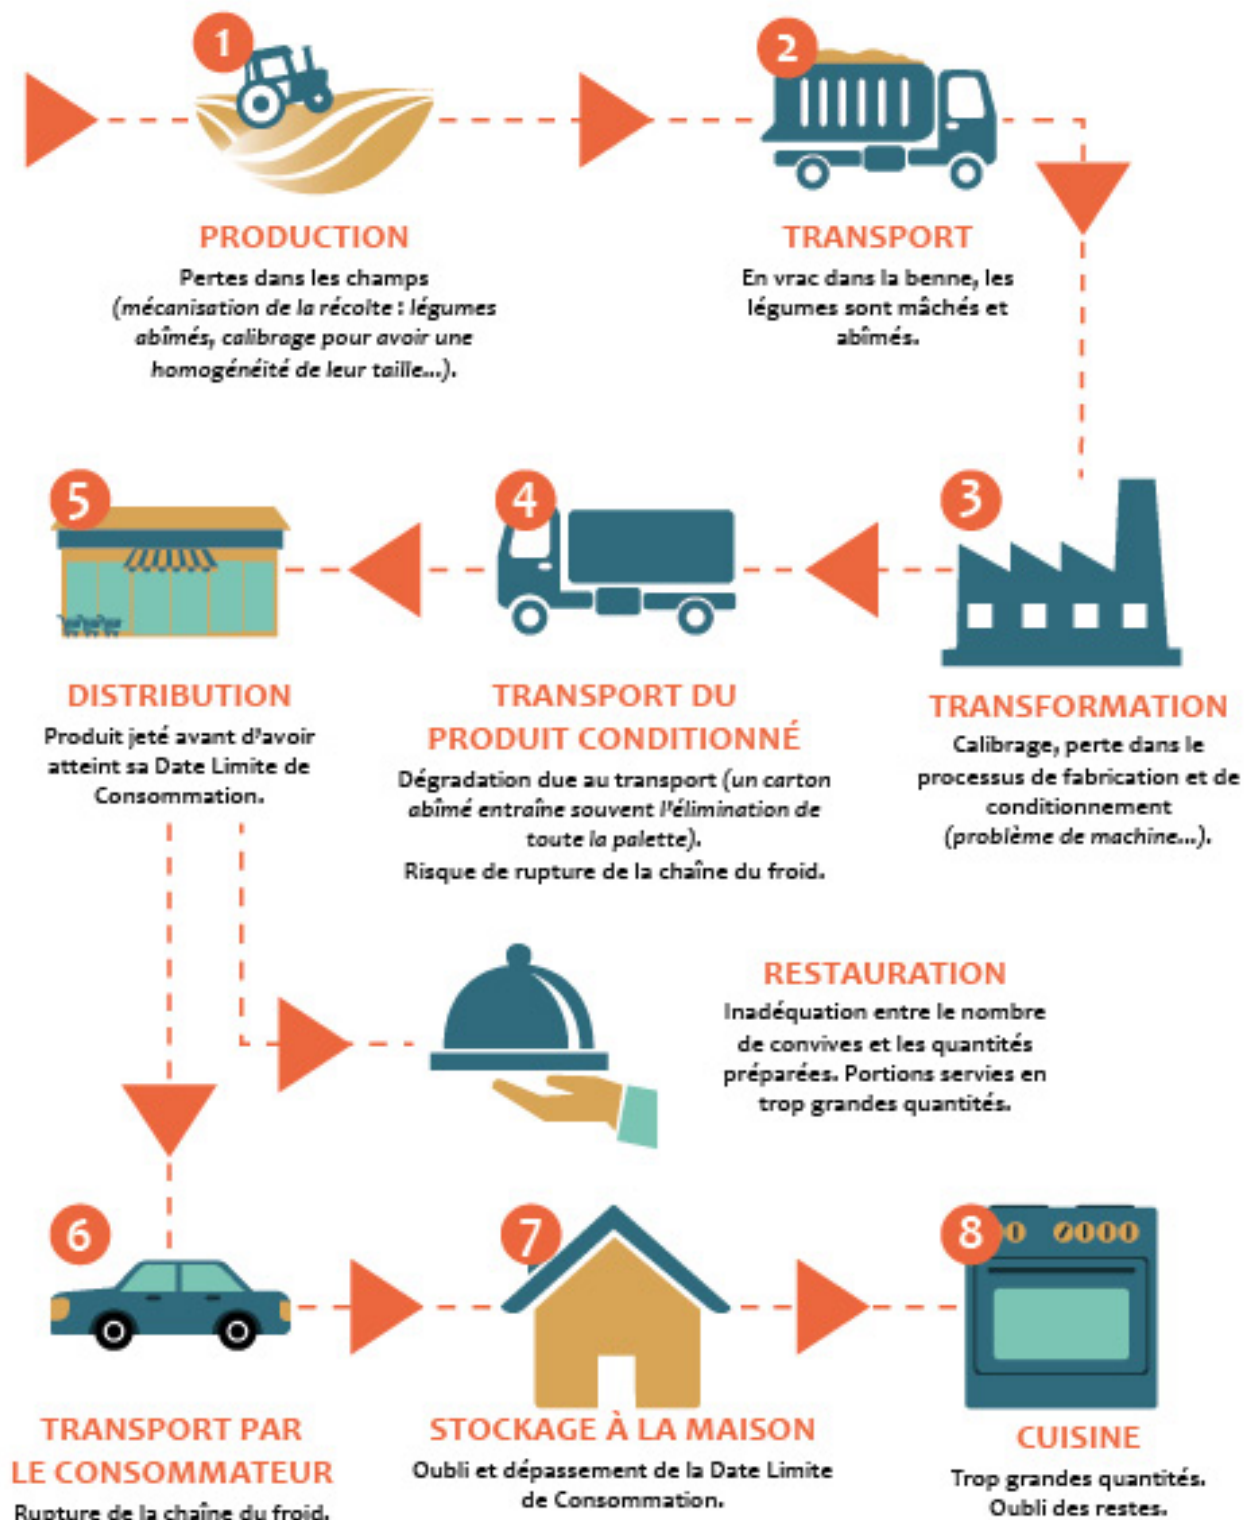 1
PRODUCTION
Pertes dans les champs
(mécanisation de la récolte : légumes
abîmés, calibrage pour avoir une
homogénéité de leur taille...).
2
TRANSPORT
En vrac dans la benne, les
légumes sont mâchés et
abîmés.
3
TRANSFORMATION
Calibrage, perte dans le
processus de fabrication et de
conditionnement
(problème de machine...).
4
TRANSPORT DU
PRODUIT CONDITIONNÉ
Dégradation due au transport (un carton
abîmé entraîne souvent l'élimination de
toute la palette).
Risque de rupture de la chaîne du froid.
5
DISTRIBUTION
Produit jeté avant d'avoir
atteint sa Date Limite de
Consommation.
RESTAURATION
Inadéquation entre le nombre
de convives et les quantités
préparées. Portions servies en
trop grandes quantités.
6
TRANSPORT PAR
LE CONSOMMATEUR
Rupture de la chaîne du froid.
7
STOCKAGE À LA MAISON
Oubli et dépassement de la Date Limite
de Consommation.
8
CUISINE
Trop grandes quantités.
Oubli des restes.